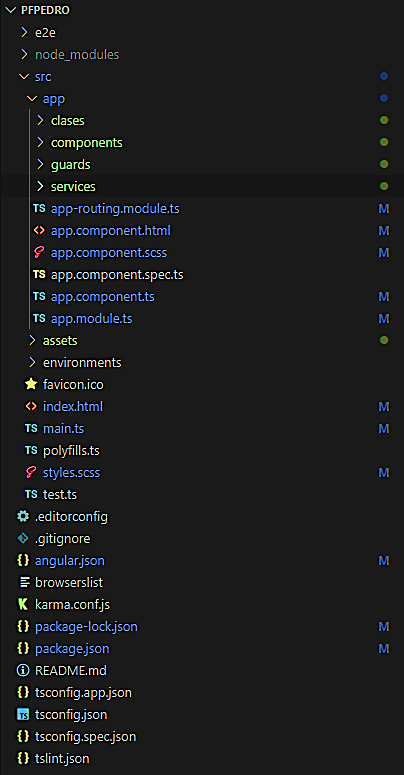 PFPEDRO
e2e
node_modules
src
app
clases
components
guards
services
TS app-routing.module.ts M
app.component.html M
app.component.scss M
TS app.component.spec.ts
TS app.component.ts M
TS app.module.ts M
assets
environments
favicon.ico
index.html M
TS main.ts M
TS polyfills.ts
styles.scss M
TS test.ts
.editorconfig
.gitignore
{} angular.json M
browserslist
K karma.conf.js
{} package-lock.json M
{} package.json M
README.md
{} tsconfig.app.json
TS tsconfig.json
{} tsconfig.spec.json
{} tslint.json